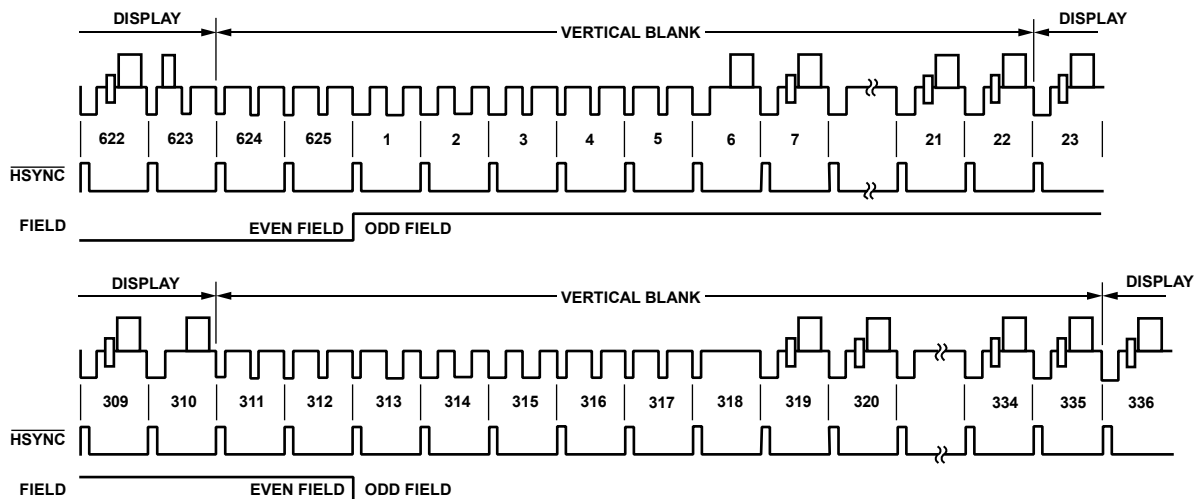 DISPLAY VERTICAL BLANK DISPLAY
622 623 624 625 1 2 3 4 5 6 7 21 22 23
HSYNC
FIELD EVEN FIELD ODD FIELD
DISPLAY VERTICAL BLANK DISPLAY
309 310 311 312 313 314 315 316 317 318 319 320 334 335 336
HSYNC
FIELD EVEN FIELD ODD FIELD